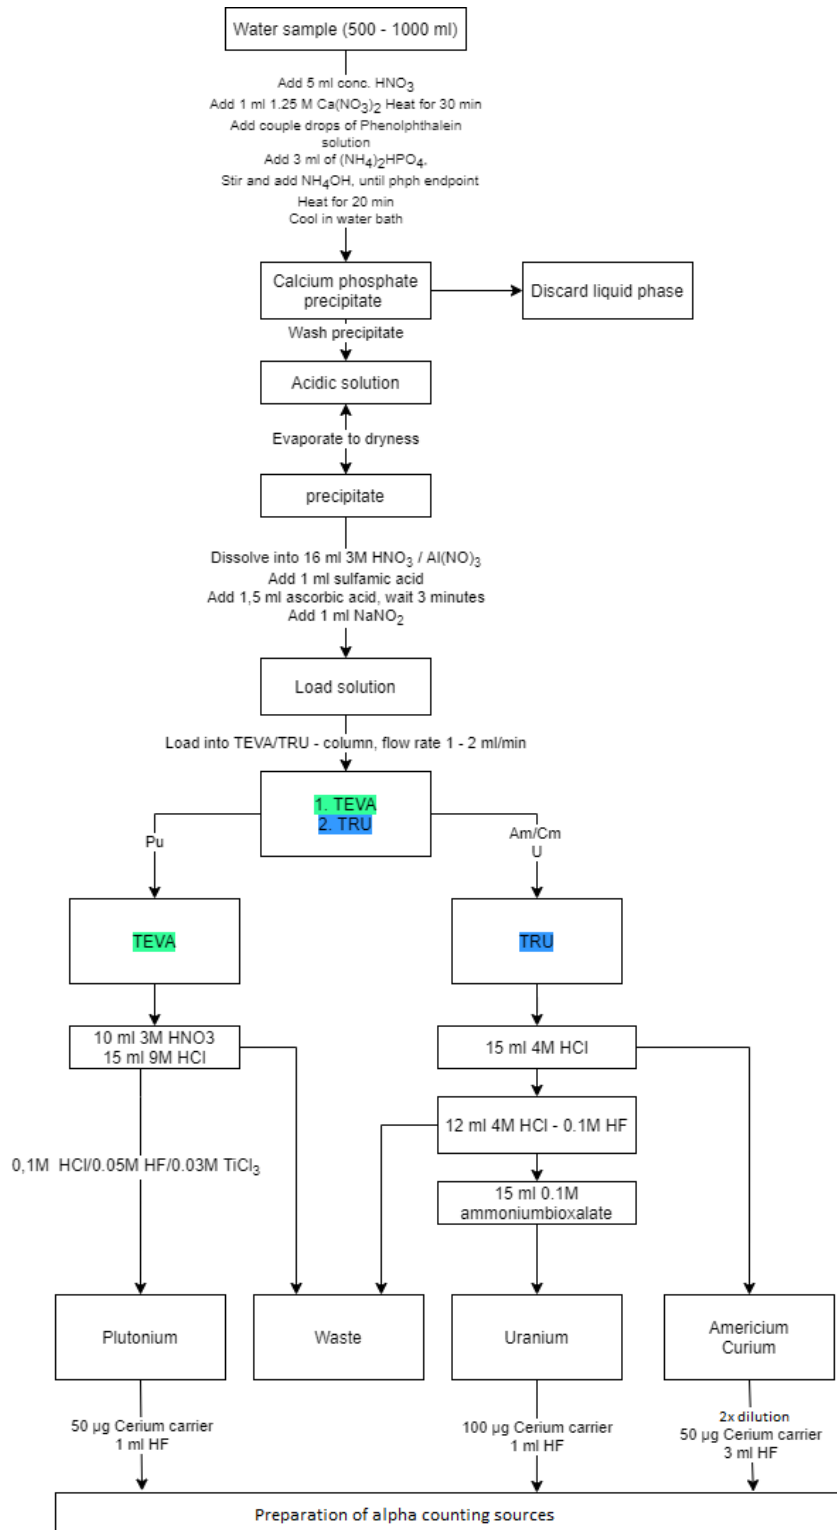 Water sample (500 - 1000 ml)
Add 5 ml conc. HNO₃
Add 1 ml 1.25 M Ca(NO₃)₂ Heat for 30 min
Add couple drops of Phenolphthalein
solution
Add 3 ml of (NH₄)₂HPO₄.
Stir and add NH₄OH, until phph endpoint
Heat for 20 min
Cool in water bath
Calcium phosphate
precipitate
Discard liquid phase
Wash precipitate
Acidic solution
Evaporate to dryness
precipitate
Dissolve into 16 ml 3M HNO₃ / Al(NO)₃
Add 1 ml sulfamic acid
Add 1,5 ml ascorbic acid, wait 3 minutes
Add 1 ml NaNO₂
Load solution
Load into TEVA/TRU - column, flow rate 1 - 2 ml/min
1. TEVA
2. TRU
Pu
Am/Cm
U
TEVA
TRU
10 ml 3M HNO3
15 ml 9M HCl
15 ml 4M HCl
12 ml 4M HCl - 0.1M HF
0,1M HCl/0.05M HF/0.03M TiCl₃
15 ml 0.1M
ammoniumbioxalate
Plutonium
Waste
Uranium
Americium
Curium
50 µg Cerium carrier
1 ml HF
100 µg Cerium carrier
1 ml HF
2x dilution
50 µg Cerium carrier
3 ml HF
Preparation of alpha counting sources